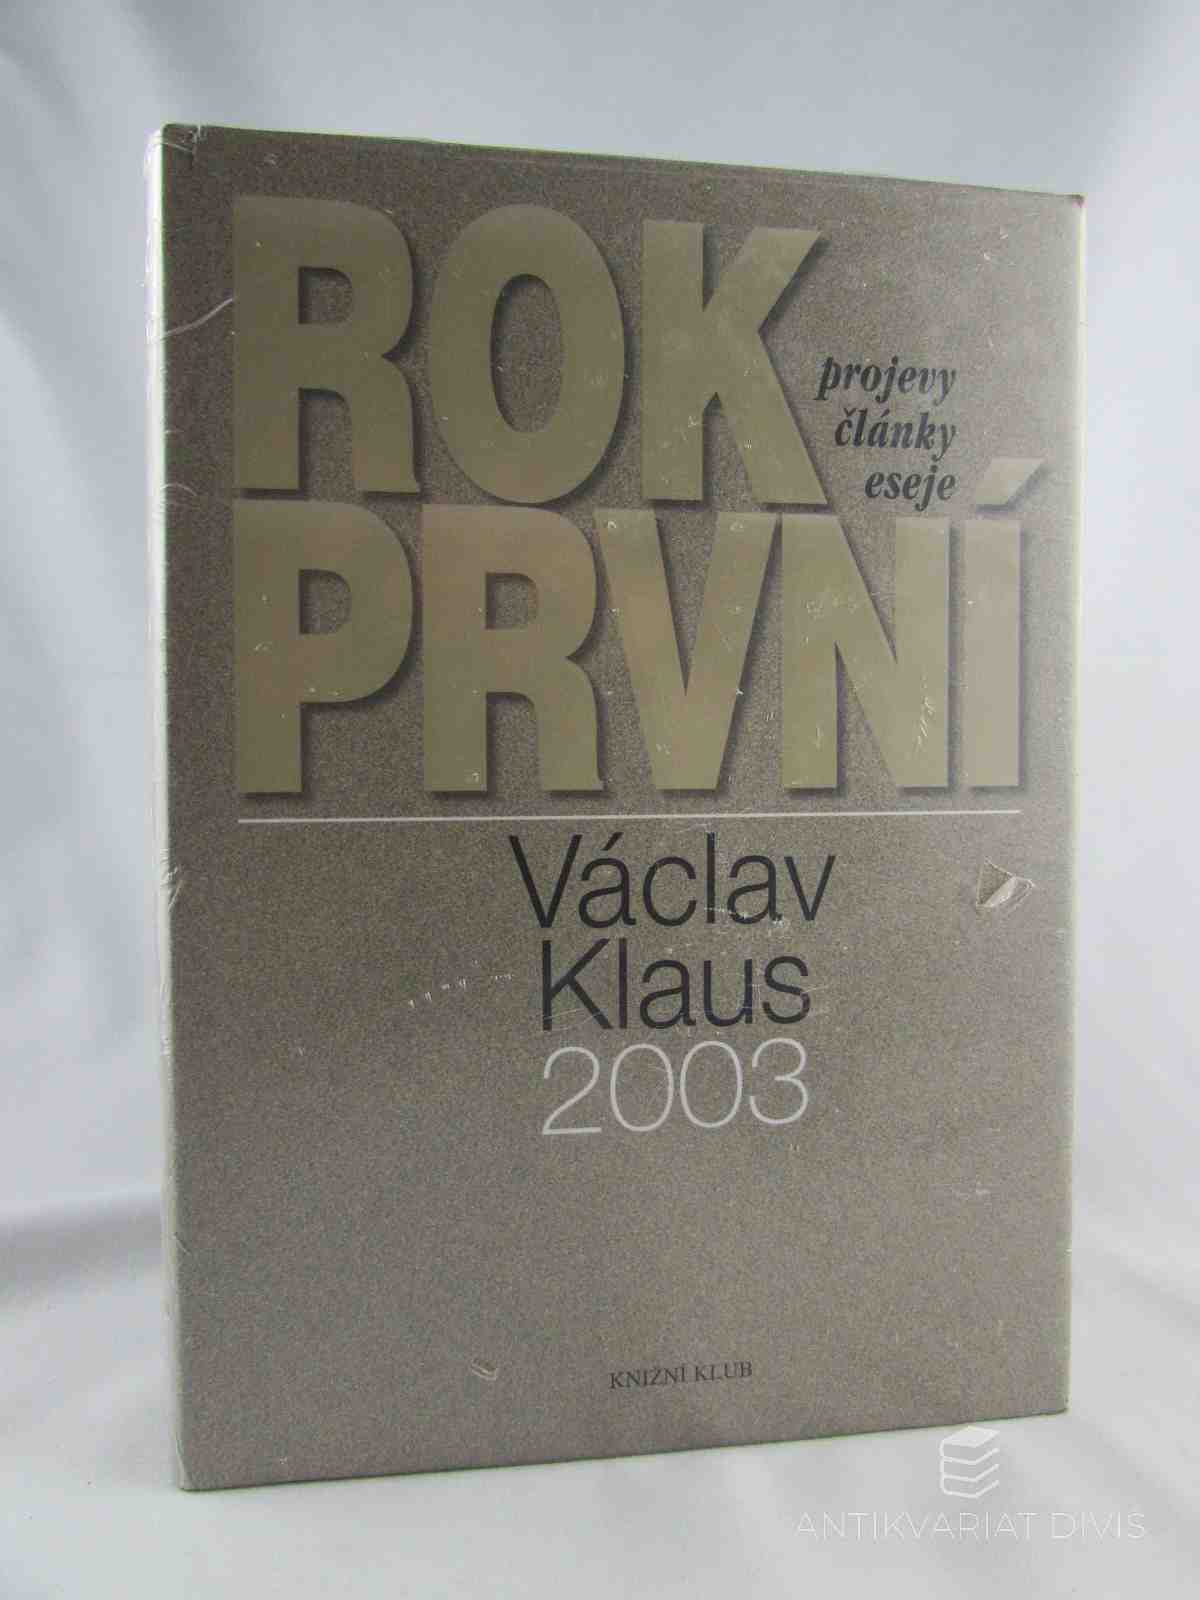 ROK
projevy
články
eseje
PRVNÍ
Václav
Klaus
2003
KNIŽNÍ KLUB
ANTIKVARIAT DIVIS